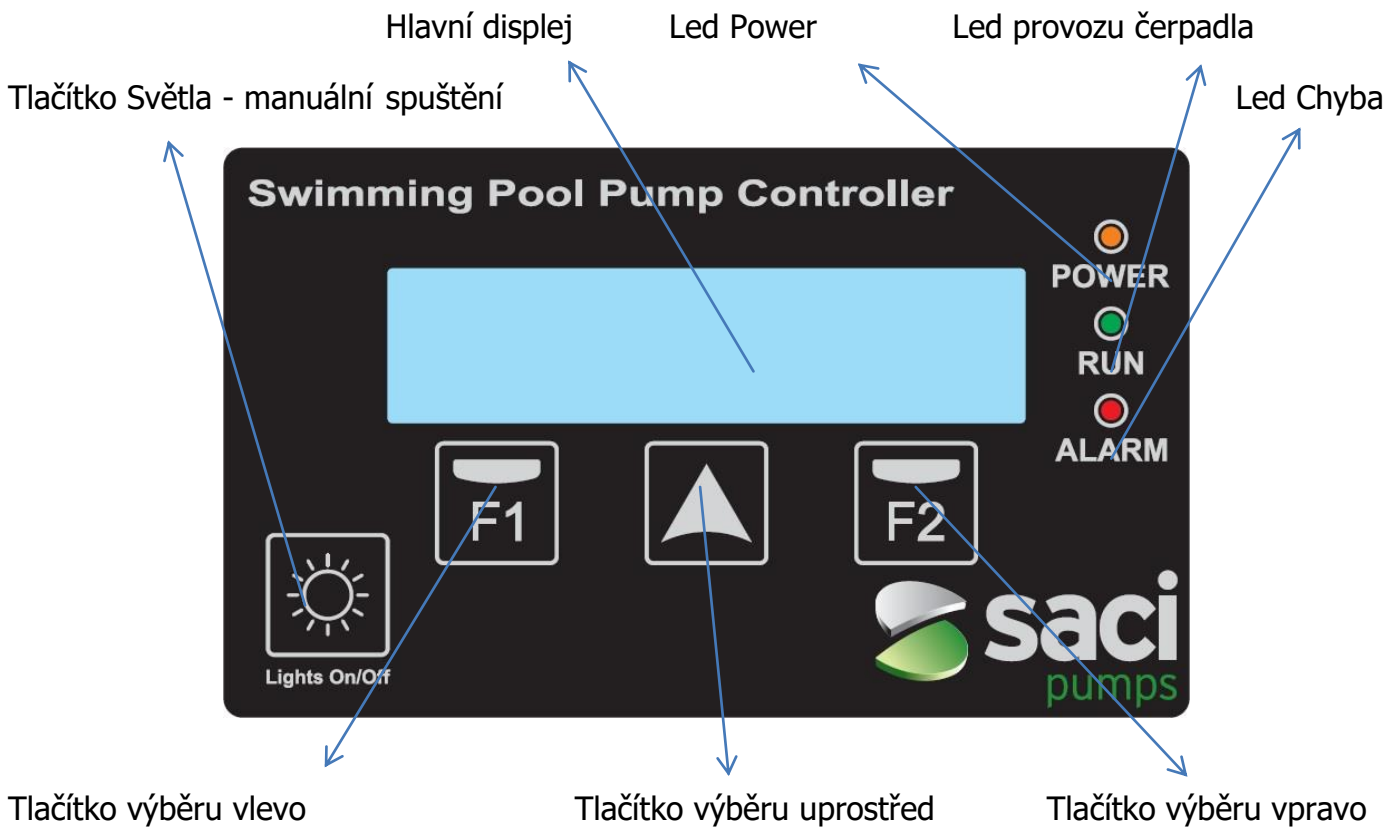 Hlavní displej Led Power Led provozu čerpadla
Tlačítko Světla - manuální spuštění Led Chyba
Swimming Pool Pump Controller
POWER
RUN
ALARM
F1 F2
Lights On/Off
saci
pumps
Tlačítko výběru vlevo Tlačítko výběru uprostřed Tlačítko výběru vpravo